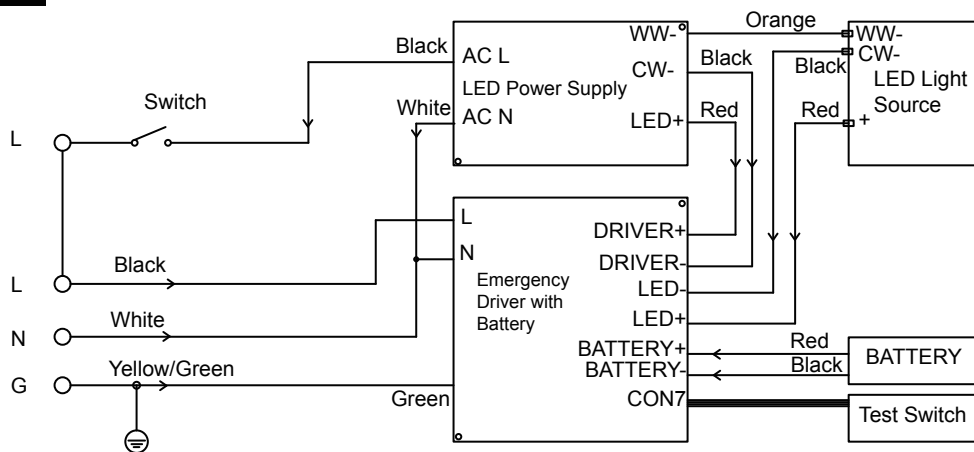 Orange
WW-
WW-
Black
AC L
CW-
Black
CW-
Black
LED Light
Source
LED Power Supply
Switch
White
AC N
LED+
Red
Red
+
L
L
DRIVER+
N
DRIVER-
Black
Emergency
Driver with
Battery
L
LED-
White
LED+
N
Red
BATTERY+
BATTERY
Yellow/Green
BATTERY-
Black
G
Green
CON7
Test Switch